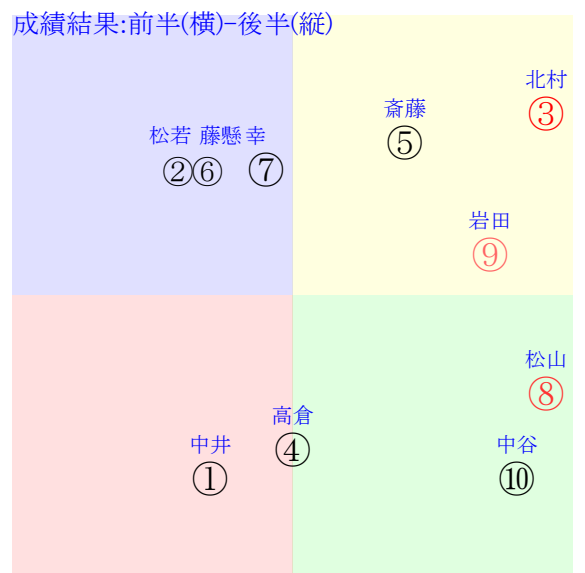 成績結果:前半(横)-後半(縦)
北村
③
斎藤
⑤
松若 藤懸 幸
②⑥ ⑦
岩田
⑨
松山
⑧
高倉
④
中井
①
中谷
⑩